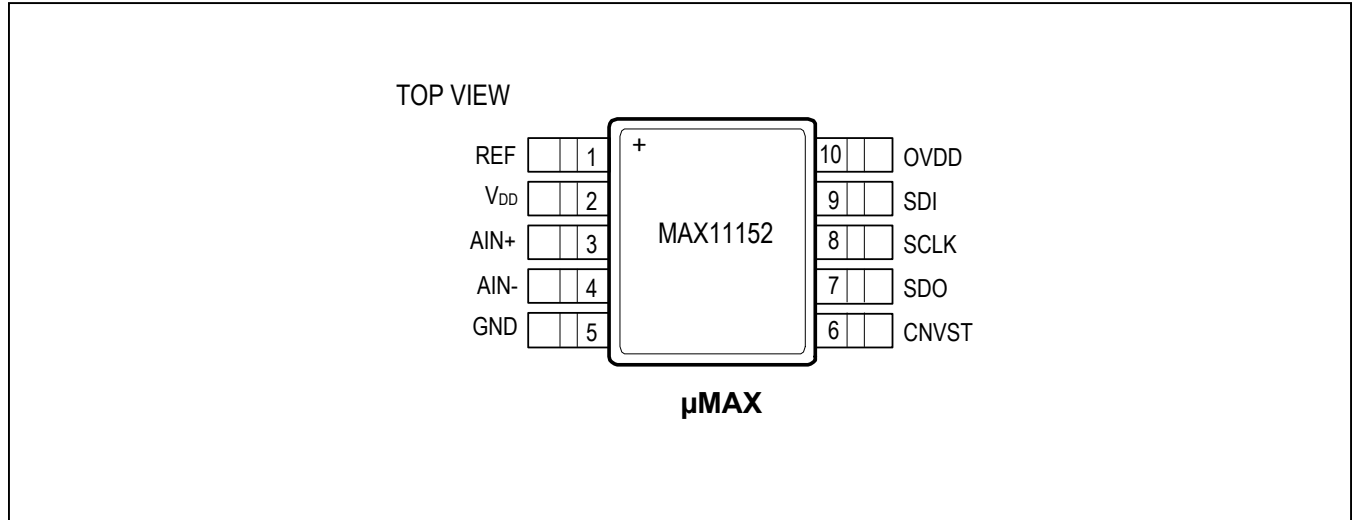 TOP VIEW
REF 1 + 10 OVDD
VDD 2 9 SDI
AIN+ 3 MAX11152 8 SCLK
AIN- 4 7 SDO
GND 5 6 CNVST
µMAX